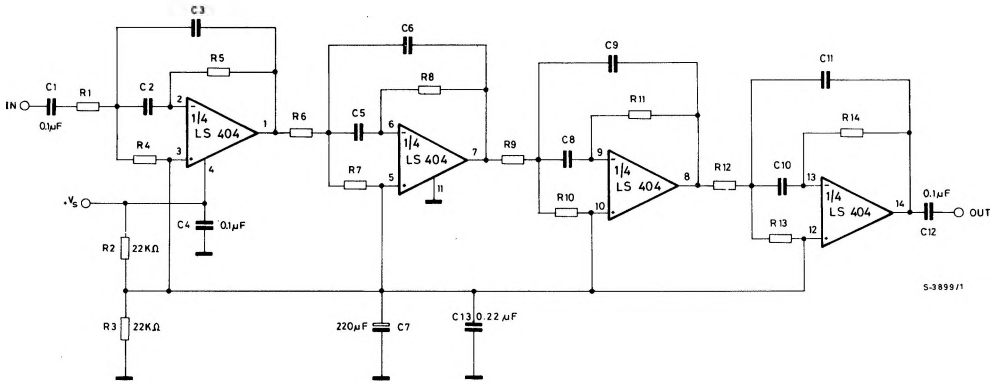 C3
C6
C9
C11
R5
R8
R11
R14
IN
C1
0.1µF
R1
C2
2
-
1/4
LS 404
1
R4
3
+
4
R6
C5
6
-
1/4
LS 404
7
R7
5
+
11
R9
C8
9
-
1/4
LS 404
8
R10
10
+
R12
C10
13
-
1/4
LS 404
14
R13
12
+
0.1µF
C12
OUT
+Vs
C4
0.1µF
R2
22KΩ
R3
22KΩ
220µF
C7
C13
0.22µF
S-3899/1